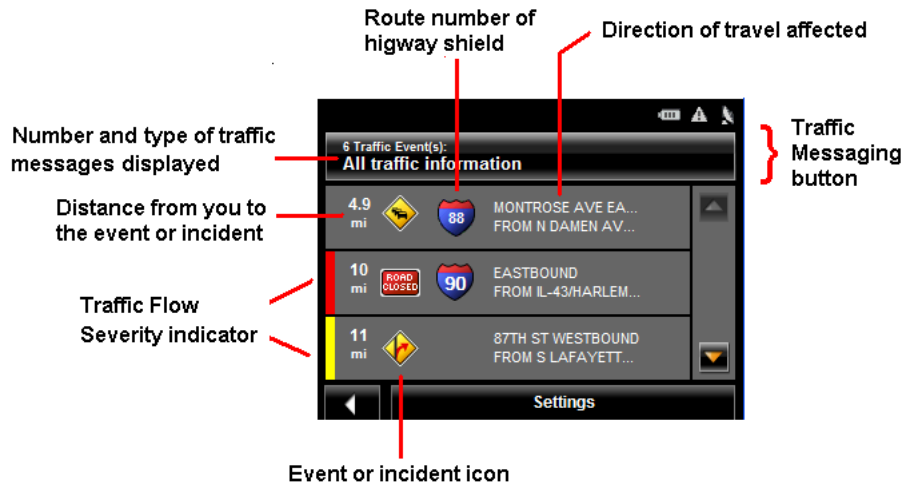 Route number of
higway shield
Direction of travel affected
Number and type of traffic
messages displayed
6 Traffic Event(s):
All traffic information
Traffic
Messaging
button
Distance from you to
the event or incident
4.9
mi
88
MONTROSE AVE EA...
FROM N DAMEN AV...
Traffic Flow
Severity indicator
10
mi
ROAD
CLOSED
90
EASTBOUND
FROM IL-43/HARLEM...
11
mi
87TH ST WESTBOUND
FROM S LAFAYETT...
Settings
Event or incident icon